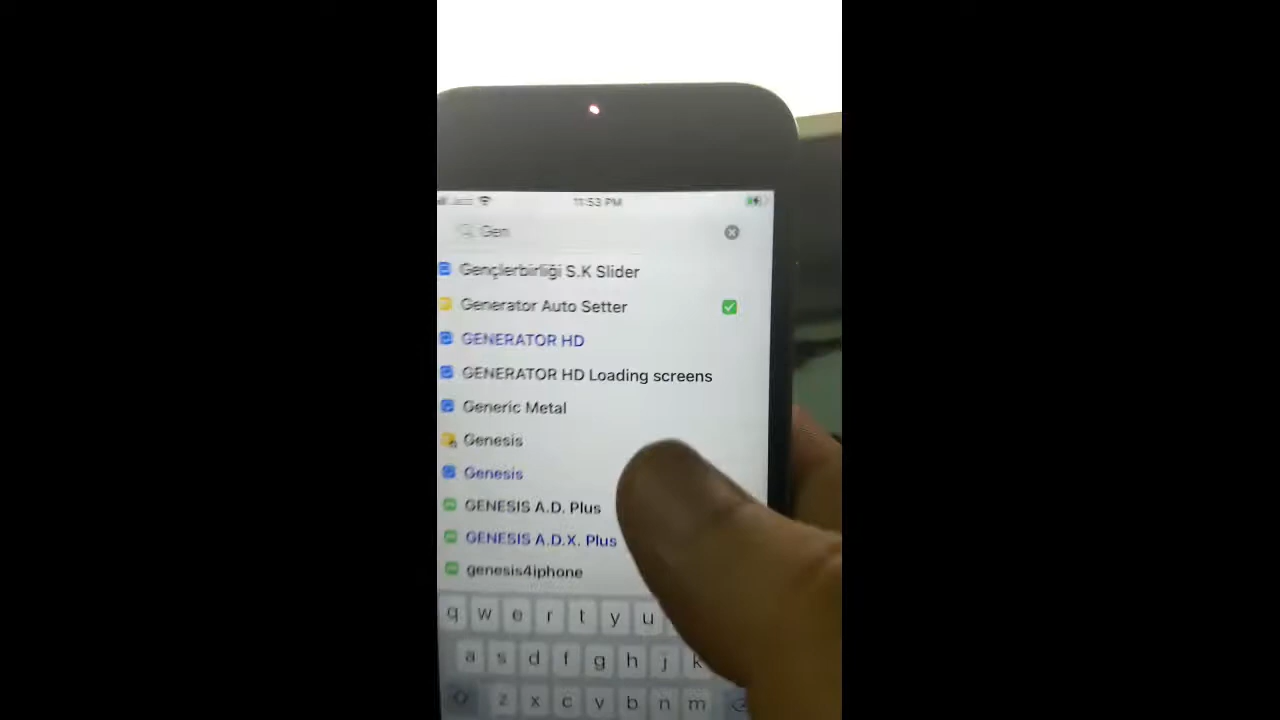 11:53 PM
Gen
Gençlerbirliği S.K Slider
Generator Auto Setter
GENERATOR HD
GENERATOR HD Loading screens
Generic Metal
Genesis
Genesis
GENESIS A.D. Plus
GENESIS A.D.X. Plus
genesis4iphone
q w e r t y u
a s d f g h j k
z x c v b n m